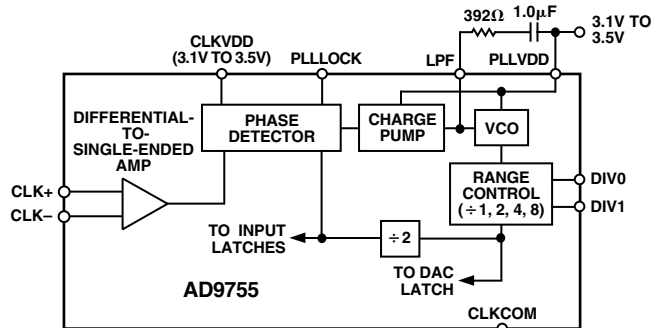 392Ω
1.0µF
3.1V TO
3.5V
CLKVDD
(3.1V TO 3.5V)
PLLLOCK
LPF
PLLVDD
DIFFERENTIAL-
TO-
SINGLE-ENDED
AMP
PHASE
DETECTOR
CHARGE
PUMP
VCO
CLK+
CLK–
RANGE
CONTROL
(÷1, 2, 4, 8)
DIV0
DIV1
TO INPUT
LATCHES
÷2
TO DAC
LATCH
AD9755
CLKCOM